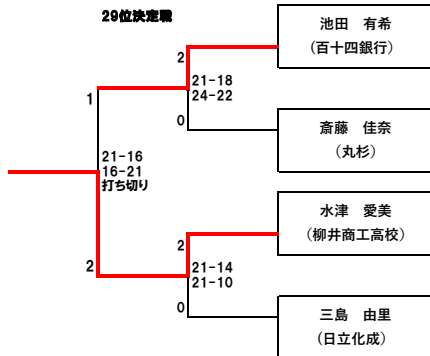 29位決定戦
池田　有希
(百十四銀行)
2
21-18
24-22
1
0
斎藤　佳奈
(丸杉)
21-16
16-21
打ち切り
水津　愛美
(柳井商工高校)
2
2
21-14
21-10
0
三島　由里
(日立化成)